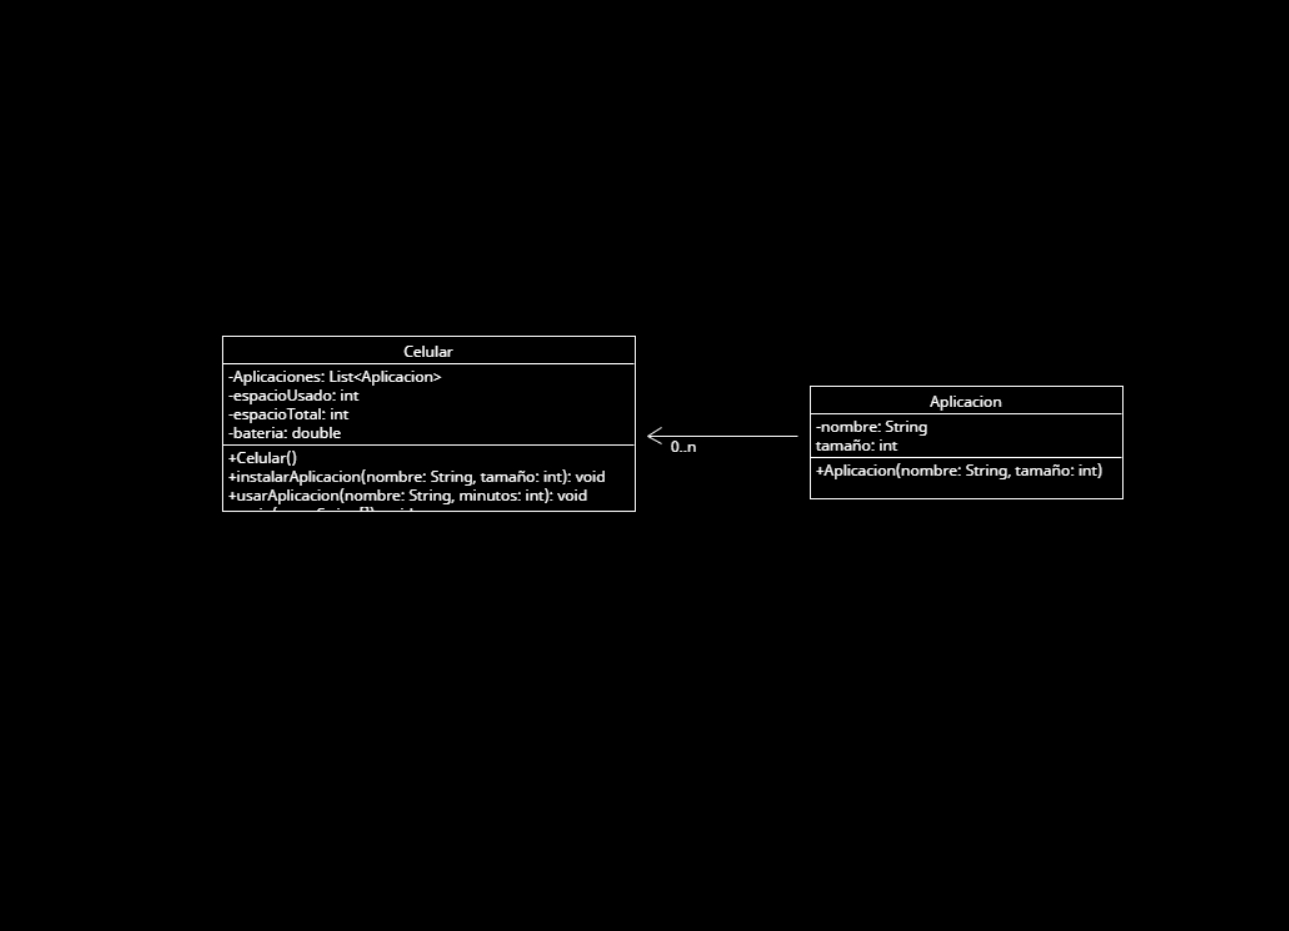 Celular
-Aplicaciones: List<Aplicacion>
-espacioUsado: int
-espacioTotal: int
-bateria: double
+Celular()
+instalarAplicacion(nombre: String, tamaño: int): void
+usarAplicacion(nombre: String, minutos: int): void
0..n
Aplicacion
-nombre: String
tamaño: int
+Aplicacion(nombre: String, tamaño: int)